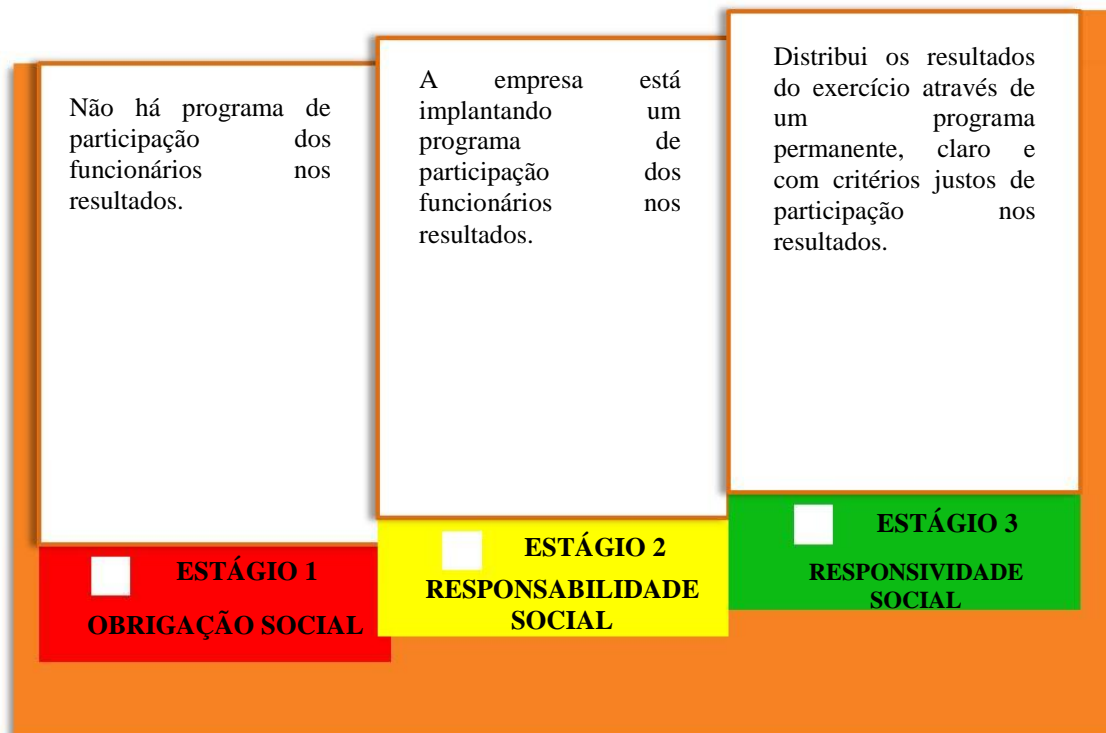 Não há programa de
participação dos
funcionários nos
resultados.
ESTÁGIO 1
OBRIGAÇÃO SOCIAL
A empresa está
implantando um
programa de
participação dos
funcionários nos
resultados.
ESTÁGIO 2
RESPONSABILIDADE
SOCIAL
Distribui os resultados
do exercício através de
um programa
permanente, claro e
com critérios justos de
participação nos
resultados.
ESTÁGIO 3
RESPONSIVIDADE
SOCIAL